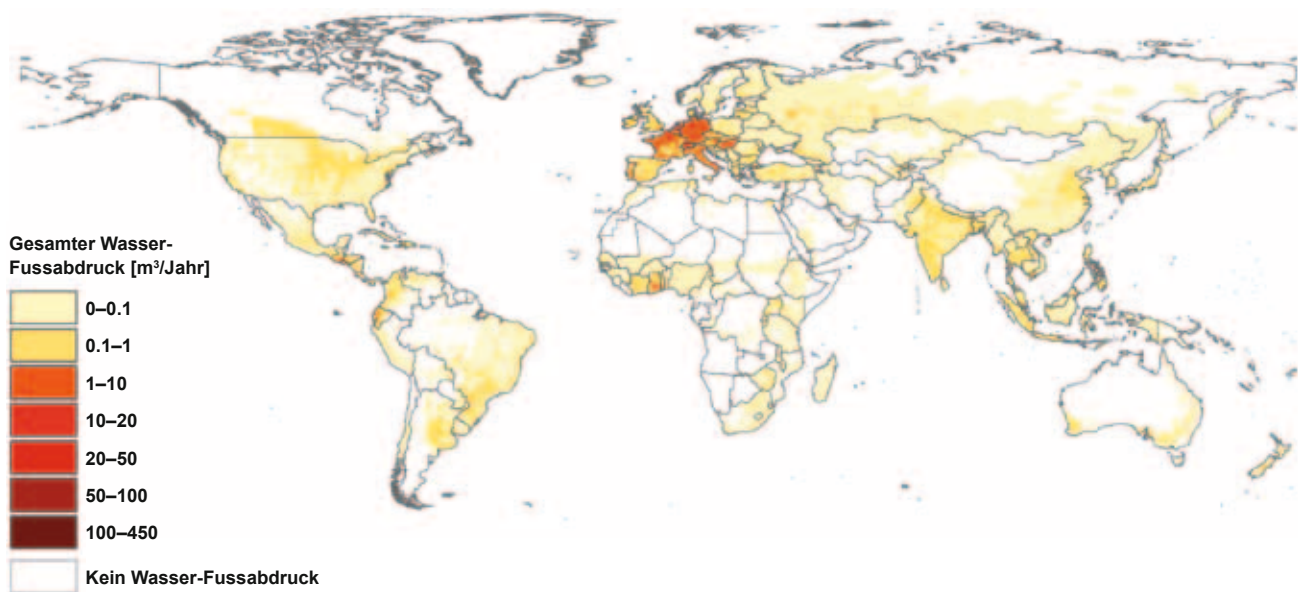 Gesamter Wasser-
Fussabdruck [m³/Jahr]
0–0.1
0.1–1
1–10
10–20
20–50
50–100
100–450
Kein Wasser-Fussabdruck